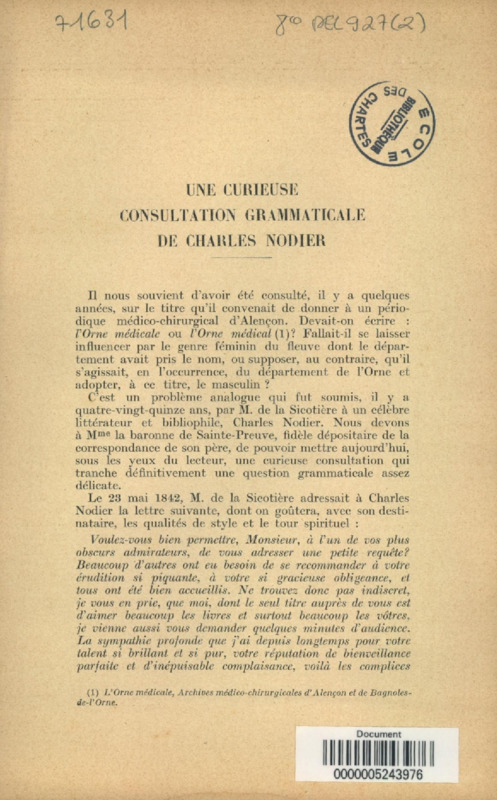 71631
8° DEL 927(2)
ÉCOLE
DES CHARTES
BIBLIOTHÈQUE
UNE CURIEUSE
CONSULTATION GRAMMATICALE
DE CHARLES NODIER
Il nous souvient d'avoir été consulté, il y a quelques
années, sur le titre qu'il convenait de donner à un pério-
dique médico-chirurgical d'Alençon. Devait-on écrire :
l'Orne médicale ou l'Orne médical (1)? Fallait-il se laisser
influencer par le genre féminin du fleuve dont le dépar-
tement avait pris le nom, ou supposer, au contraire, qu'il
s'agissait, en l'occurrence, du département de l'Orne et
adopter, à ce titre, le masculin ?
C'est un problème analogue qui fut soumis, il y a
quatre-vingt-quinze ans, par M. de la Sicotière à un célèbre
littérateur et bibliophile, Charles Nodier. Nous devons
à Mme la baronne de Sainte-Preuve, fidèle dépositaire de la
correspondance de son père, de pouvoir mettre aujourd'hui,
sous les yeux du lecteur, une curieuse consultation qui
tranche définitivement une question grammaticale assez
délicate.
Le 23 mai 1842, M. de la Sicotière adressait à Charles
Nodier la lettre suivante, dont on goûtera, avec son desti-
nataire, les qualités de style et le tour spirituel :
Voulez-vous bien permettre, Monsieur, à l'un de vos plus
obscurs admirateurs, de vous adresser une petite requête?
Beaucoup d'autres ont eu besoin de se recommander à votre
érudition si piquante, à votre si gracieuse obligeance, et
tous ont été bien accueillis. Ne trouvez donc pas indiscret,
je vous en prie, que moi, dont le seul titre auprès de vous est
d'aimer beaucoup les livres et surtout beaucoup les vôtres,
je vienne aussi vous demander quelques minutes d'audience.
La sympathie profonde que j'ai depuis longtemps pour votre
talent si brillant et si pur, votre réputation de bienveillance
parfaite et d'inépuisable complaisance, voilà les complices
(1) L'Orne médicale, Archives médico-chirurgicales d'Alençon et de Bagnoles-
de-l'Orne.
Document
0000005243976